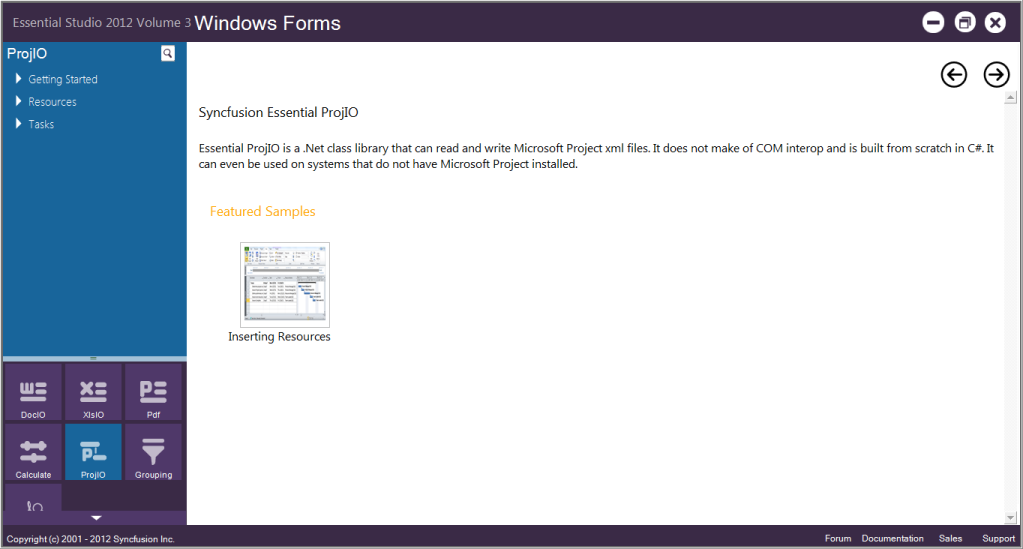 Essential Studio 2012 Volume 3 Windows Forms
ProjIO
Getting Started
Resources
Tasks
Syncfusion Essential ProjIO
Essential ProjIO is a .Net class library that can read and write Microsoft Project xml files. It does not make of COM interop and is built from scratch in C#. It
can even be used on systems that do not have Microsoft Project installed.
Featured Samples
Inserting Resources
DocIO XlsIO Pdf
Calculate ProjIO Grouping
Copyright (c) 2001 - 2012 Syncfusion Inc.
Forum Documentation Sales Support